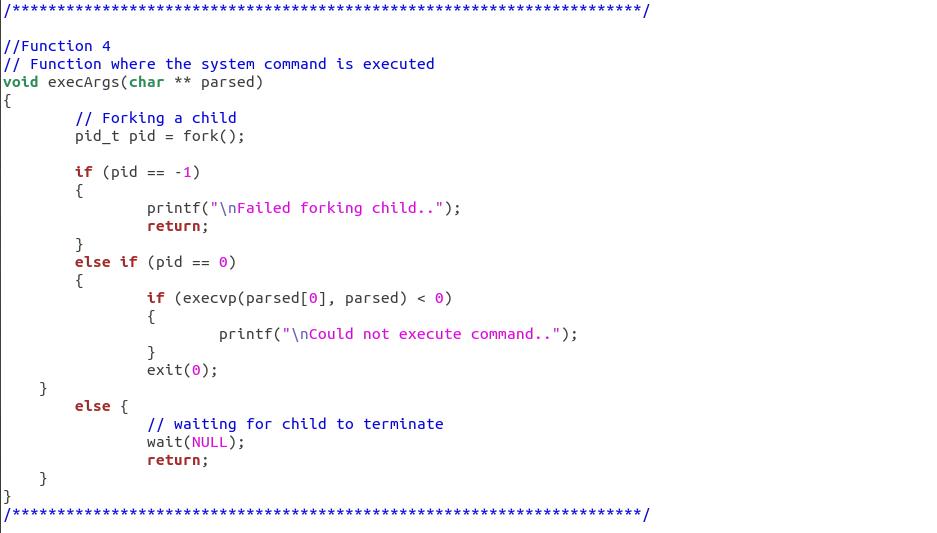 /**********************************************************************/
//Function 4
// Function where the system command is executed
void execArgs(char ** parsed)
{
        // Forking a child
        pid_t pid = fork();
        if (pid == -1)
        {
                printf("\nFailed forking child..");
                return;
        }
        else if (pid == 0)
        {
                if (execvp(parsed[0], parsed) < 0)
                {
                        printf("\nCould not execute command..");
                }
                exit(0);
    }
        else {
                // waiting for child to terminate
                wait(NULL);
                return;
    }
}
/**********************************************************************/